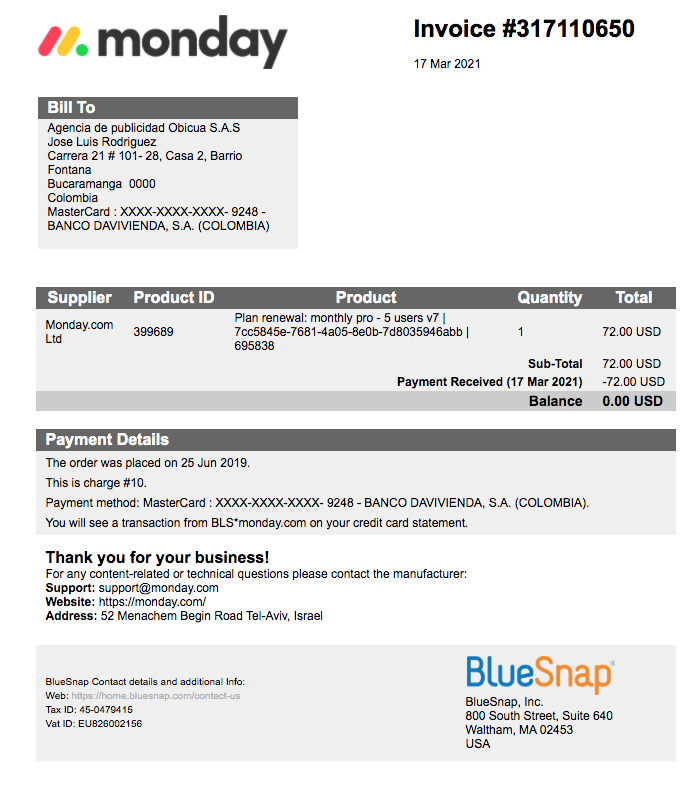 monday
Invoice #317110650
17 Mar 2021
Bill To
Agencia de publicidad Obicua S.A.S
Jose Luis Rodriguez
Carrera 21 # 101- 28, Casa 2, Barrio
Fontana
Bucaramanga 0000
Colombia
MasterCard : XXXX-XXXX-XXXX- 9248 -
BANCO DAVIVIENDA, S.A. (COLOMBIA)
Supplier Product ID Product Quantity Total
Monday.com
Ltd
399689
Plan renewal: monthly pro - 5 users v7 |
7cc5845e-7681-4a05-8e0b-7d8035946abb |
695838
1
72.00 USD
Sub-Total 72.00 USD
Payment Received (17 Mar 2021) -72.00 USD
Balance 0.00 USD
Payment Details
The order was placed on 25 Jun 2019.
This is charge #10.
Payment method: MasterCard : XXXX-XXXX-XXXX- 9248 - BANCO DAVIVIENDA, S.A. (COLOMBIA).
You will see a transaction from BLS*monday.com on your credit card statement.
Thank you for your business!
For any content-related or technical questions please contact the manufacturer:
Support: support@monday.com
Website: https://monday.com/
Address: 52 Menachem Begin Road Tel-Aviv, Israel
BlueSnap Contact details and additional Info:
Web: https://home.bluesnap.com/contact-us
Tax ID: 45-0479415
Vat ID: EU826002156
BlueSnap®
BlueSnap, Inc.
800 South Street, Suite 640
Waltham, MA 02453
USA